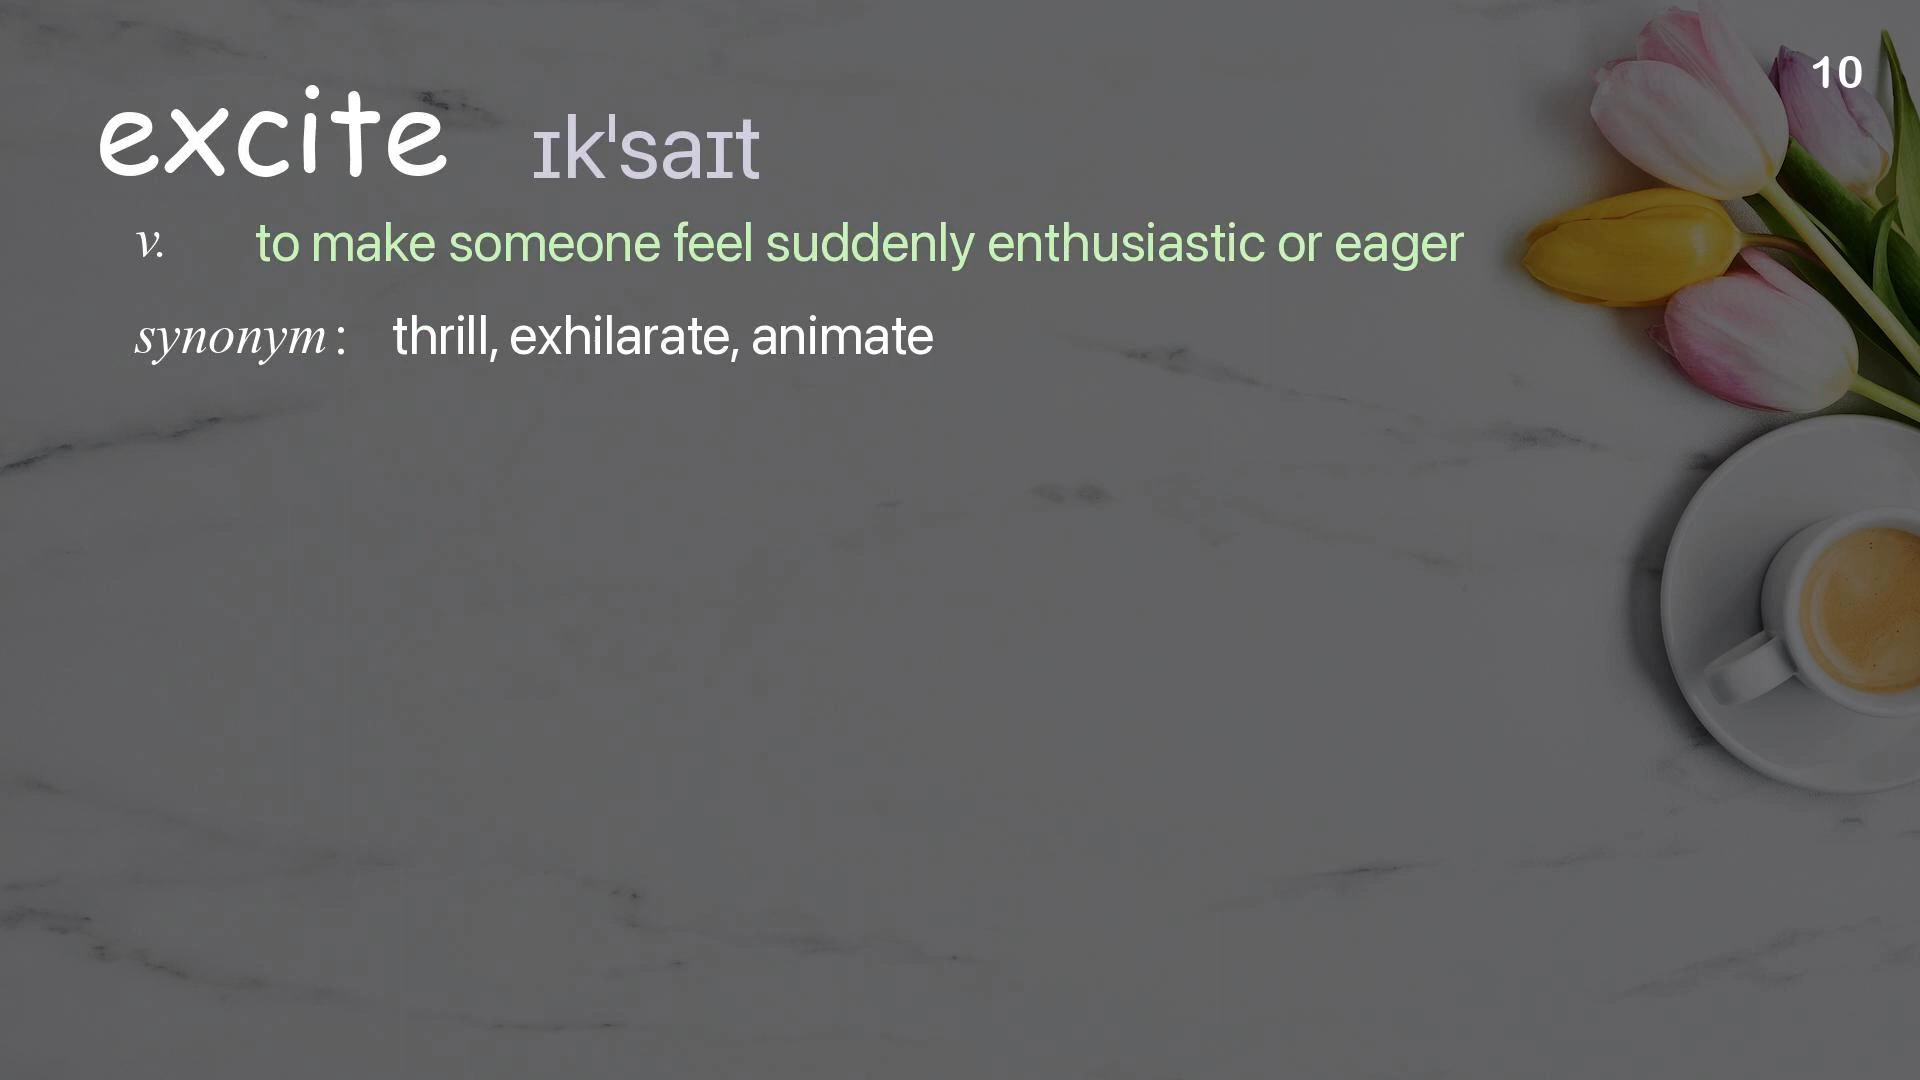 10
excite ɪkˈsaɪt
v. to make someone feel suddenly enthusiastic or eager
synonym : thrill, exhilarate, animate